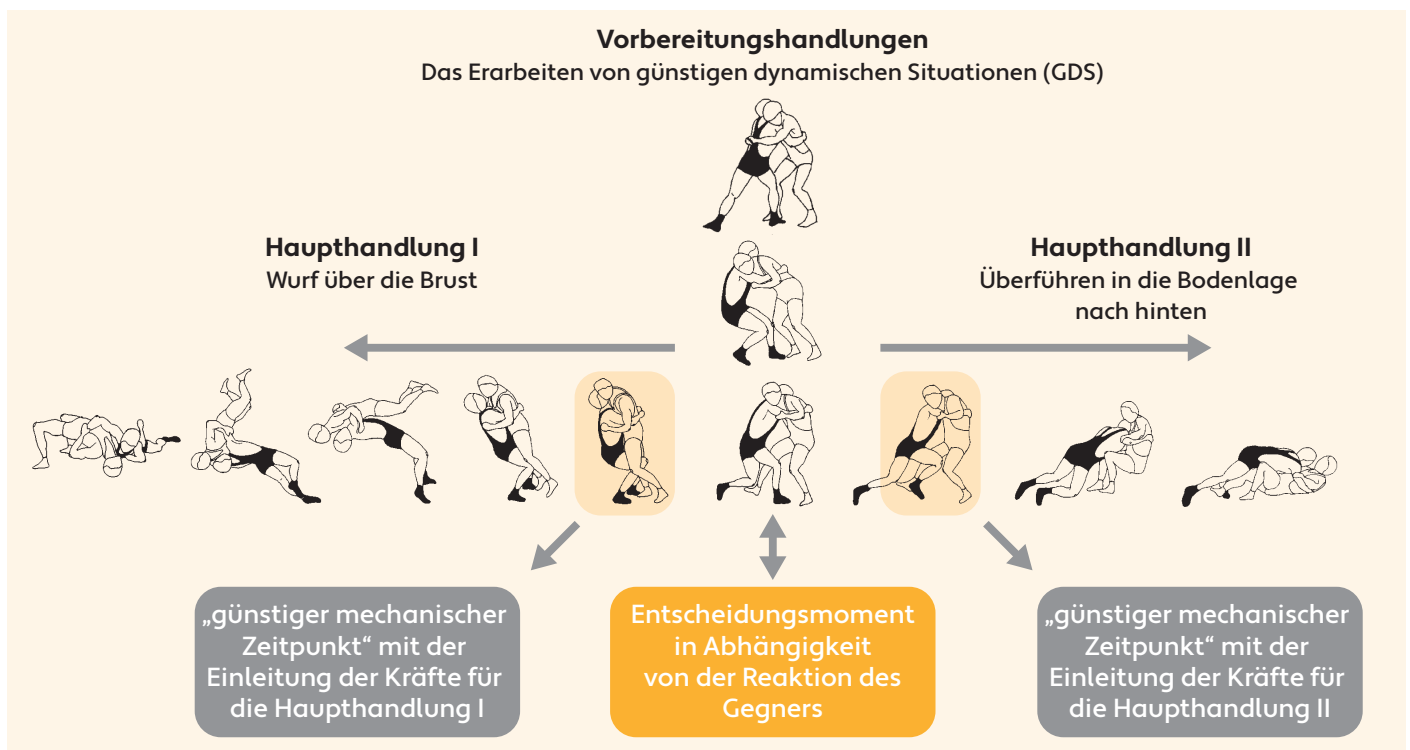 Vorbereitungshandlungen
Das Erarbeiten von günstigen dynamischen Situationen (GDS)
Haupthandlung I
Wurf über die Brust
Haupthandlung II
Überführen in die Bodenlage
nach hinten
„günstiger mechanischer
Zeitpunkt“ mit der
Einleitung der Kräfte für
die Haupthandlung I
Entscheidungsmoment
in Abhängigkeit
von der Reaktion des
Gegners
„günstiger mechanischer
Zeitpunkt“ mit der
Einleitung der Kräfte für
die Haupthandlung II